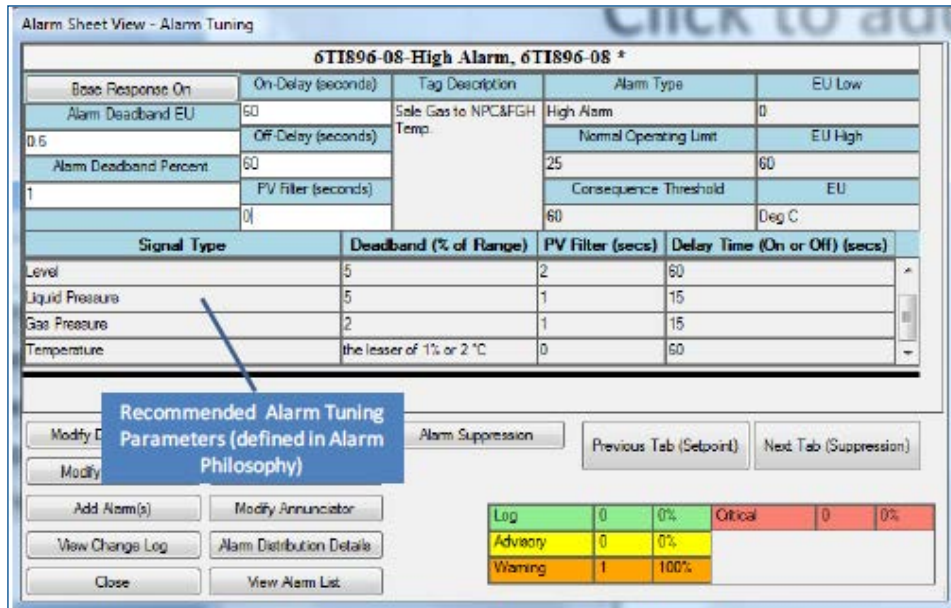 Click to ad
Alarm Sheet View - Alarm Tuning
6TI896-08-High Alarm, 6TI896-08 *
Base Response On
On-Delay (seconds)
Tag Description
Alarm Type
EU Low
Alarm Deadband EU
60
Sale Gas to NPC&FGH
Temp.
High Alarm
0
0.6
Off-Delay (seconds)
Normal Operating Limit
EU High
Alarm Deadband Percent
60
25
60
1
PV Filter (seconds)
Consequence Threshold
EU
0
60
Deg C
Signal Type Deadband (% of Range) PV Filter (secs) Delay Time (On or Off) (secs)
Level 5 2 60
Liquid Pressure 5 1 15
Gas Pressure 2 1 15
Temperature the lesser of 1% or 2 °C 0 60
Recommended Alarm Tuning
Parameters (defined in Alarm
Philosophy)
Modify D
Alarm Suppression
Previous Tab (Setpoint)
Next Tab (Suppression)
Modify
Add Alarm(s)
Modify Annunciator
View Change Log
Alarm Distribution Details
Close
View Alarm List
Log 0 0% Critical 0 0%
Advisory 0 0%
Warning 1 100%